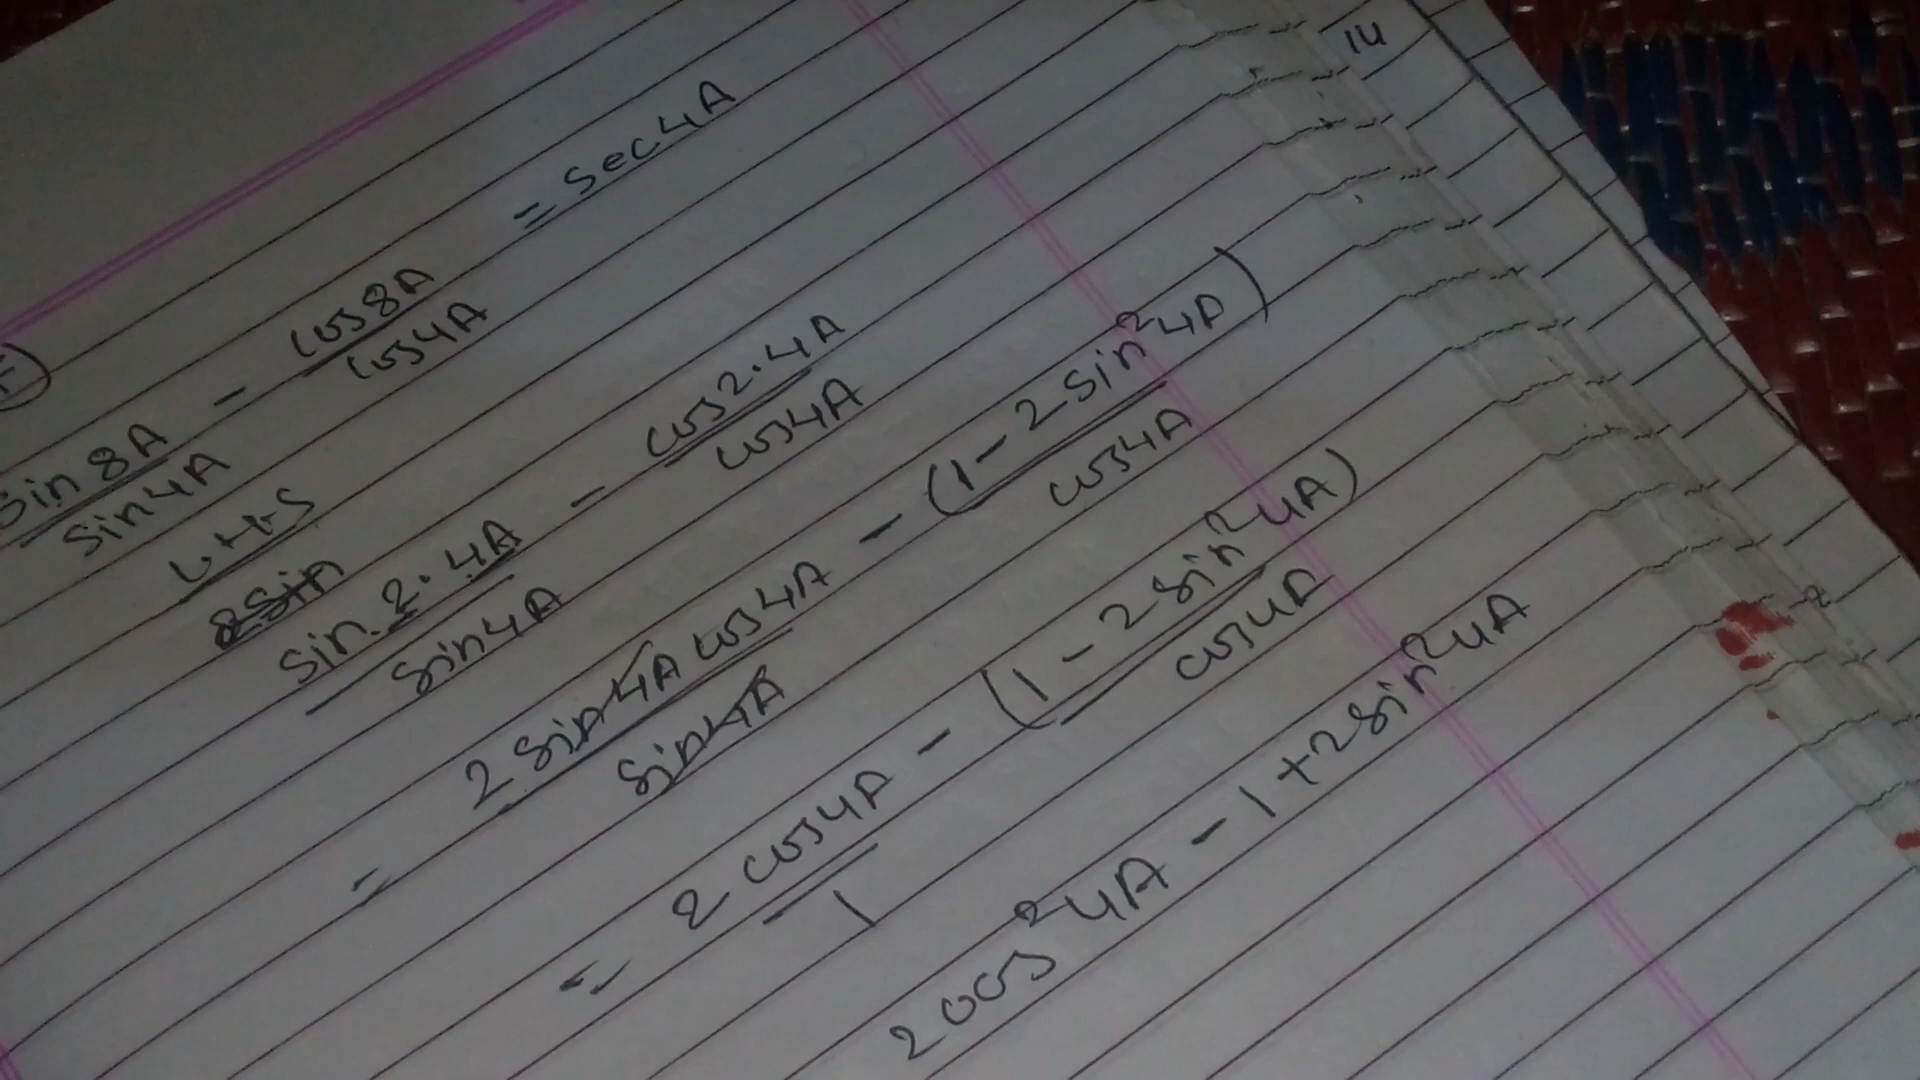 14
sin8A/sin4A - cos8A/cos4A = sec4A
L.H.S
2sin
sin2.4A/sin4A - cos2.4A/cos4A
= 2sin4A cos4A/sin4A - (1-2sin²4A)/cos4A
= 2cos4A/1 - (1-2sin²4A)/cos4A
2cos²4A - 1+2sin²4A